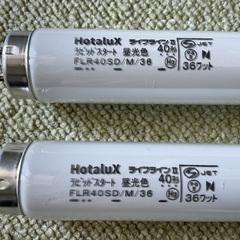 HotaluX ライフラインⅡ
ラピッドスタート 昼光色 40形
FLR40SD/M/36 Hg
JET
N
36ワット
HotaluX ライフラインⅡ
ラピッドスタート 昼光色 40形
FLR40SD/M/36 Hg
JET
N
36ワット